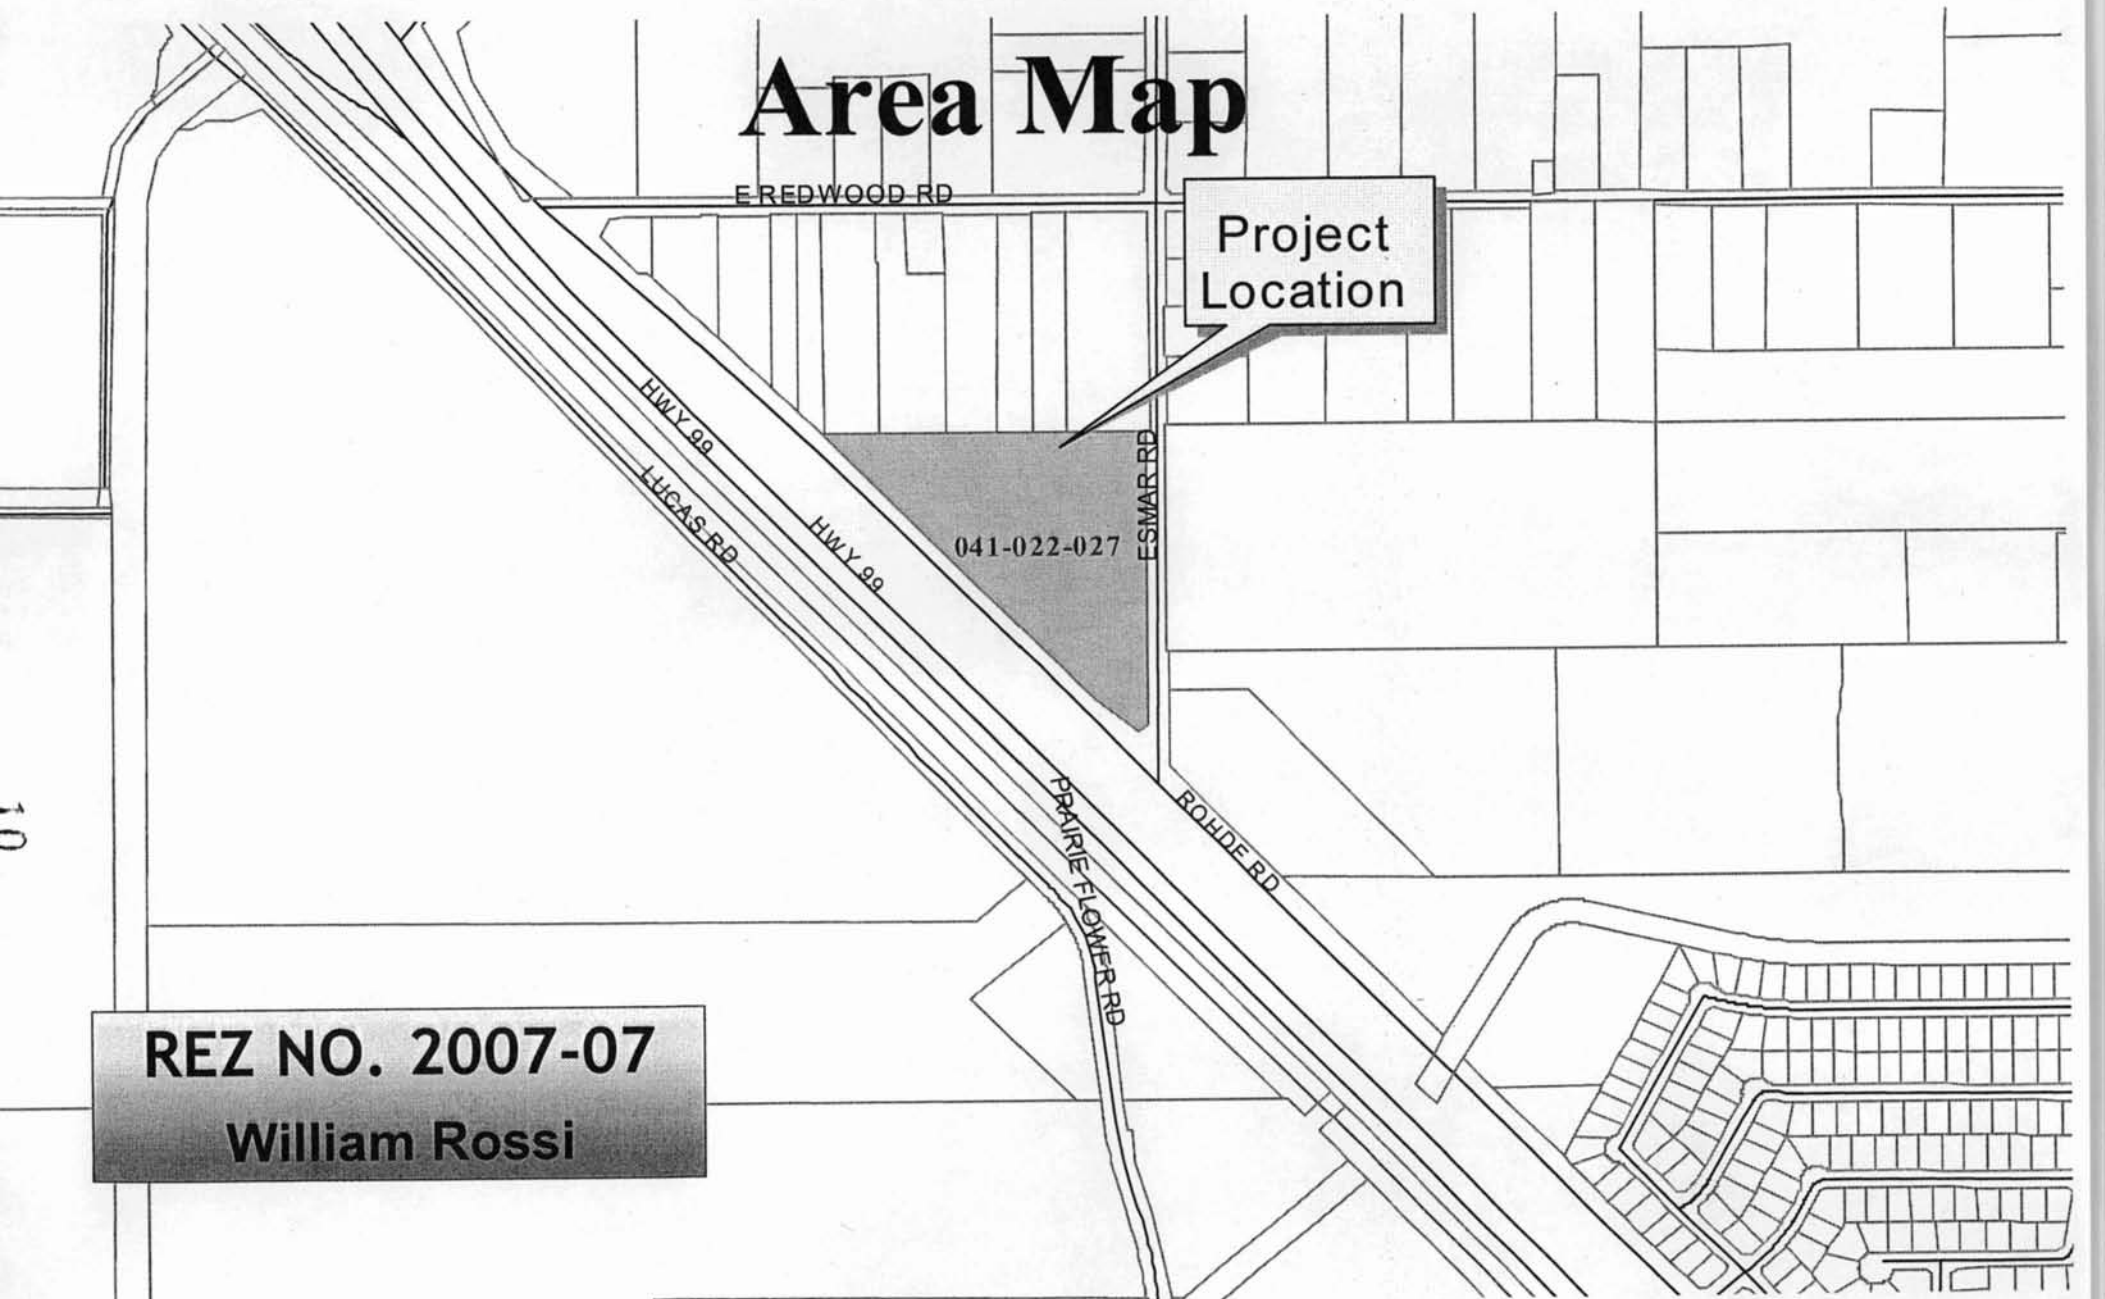 Area Map
E REDWOOD RD
Project
Location
HWY 99
LUCAS RD
HWY 99
ESMAR RD
041-022-027
PRAIRIE FLOWER RD
ROHDE RD
10
REZ NO. 2007-07
William Rossi